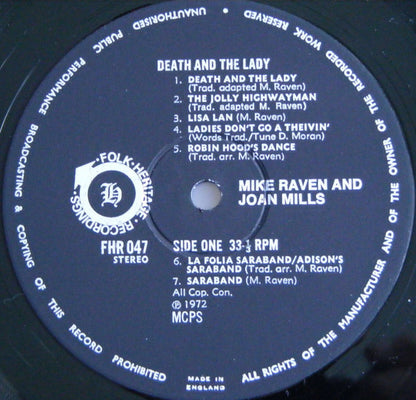 DEATH AND THE LADY
1. DEATH AND THE LADY
(Trad. adapted M. Raven)
2. THE JOLLY HIGHWAYMAN
(Trad. adapted M. Raven)
3. LISA LAN (M. Raven)
4. LADIES DON'T GO A THEIVIN'
(Words Trad./Tune D. Moran)
5. ROBIN HOOD'S DANCE
(Trad. arr. M. Raven)
FOLK·HERITAGE·RECORDINGS·
H
MIKE RAVEN AND
JOAN MILLS
FHR 047
STEREO
SIDE ONE 33-⅓ RPM
6. LA FOLIA SARABAND/ADISON'S
SARABAND (Trad. arr. M. Raven)
7. SARABAND (M. Raven)
All Cop. Con.
℗ 1972
MCPS
MADE IN
ENGLAND
ALL RIGHTS OF THE MANUFACTURER AND OF THE OWNER OF THE RECORDED WORK RESERVED
UNAUTHORISED PUBLIC PERFORMANCE BROADCASTING & COPYING OF THIS RECORD PROHIBITED